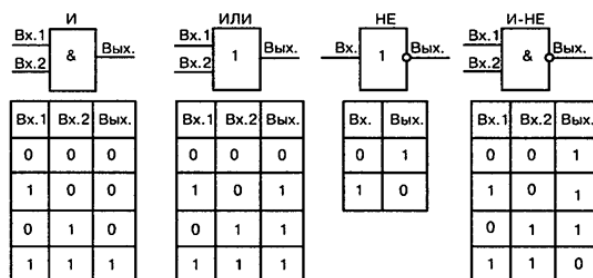 И ИЛИ НЕ И-НЕ
Вх.1 Вх.2 & Вых. Вх.1 Вх.2 1 Вых. Вх. 1 Вых. Вх.1 Вх.2 & Вых.
Вх.1 Вх.2 Вых. Вх.1 Вх.2 Вых. Вх. Вых. Вх.1 Вх.2 Вых.
0 0 0 0 0 0 0 1 0 0 1
1 0 0 1 0 1 1 0 1 0 1
0 1 0 0 1 1 0 1 1
1 1 1 1 1 1 1 1 0